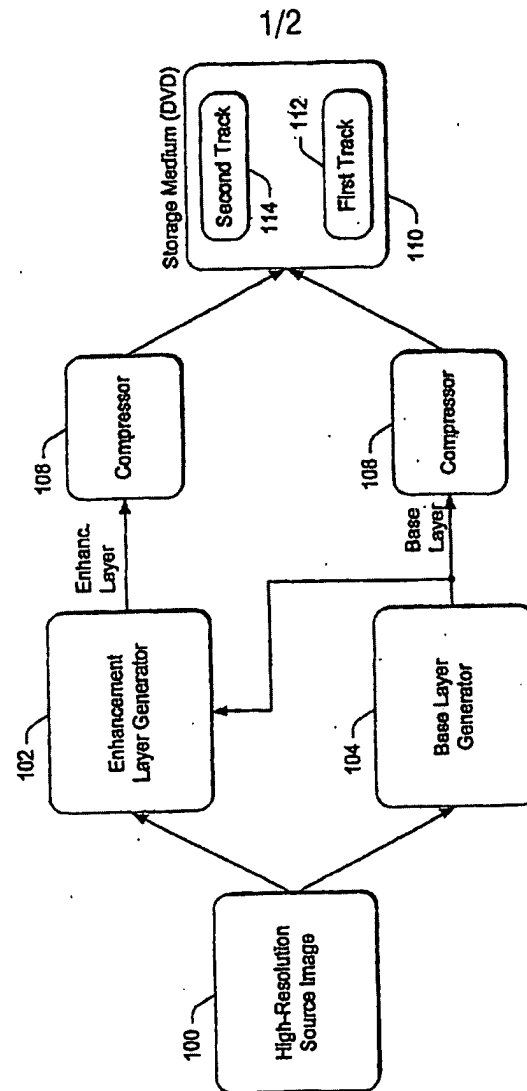 1/2
100
High-Resolution
Source Image
102
Enhancement
Layer Generator
104
Base Layer
Generator
Enhanc.
Layer
Base
Layer
108
Compressor
108
Compressor
Storage Medium (DVD)
Second Track
114
112
First Track
110